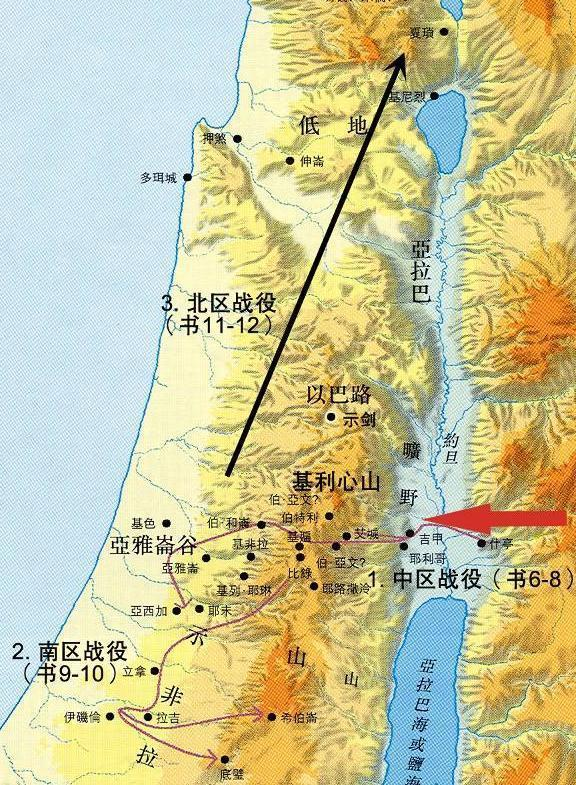 夏瑣
基尼烈
押煞
低地
伸崙
多珥城
亞拉巴
3. 北区战役
（书11-12）
以巴路
示剑
約旦
曠野
基利心山
伯·亞文?
伯特利
基色
伯·和崙
艾城
吉甲
什亭
亞雅崙谷
基非拉
基遍
亞雅崙
伯·亞文?
耶利哥
比錄
1. 中区战役（书6-8）
基列·耶琳
耶路撒冷
亞西加
耶末
示非拉
山山
2. 南区战役
（书9-10）
立拿
亞拉巴海或鹽海
伊磯倫
拉吉
希伯崙
底璧